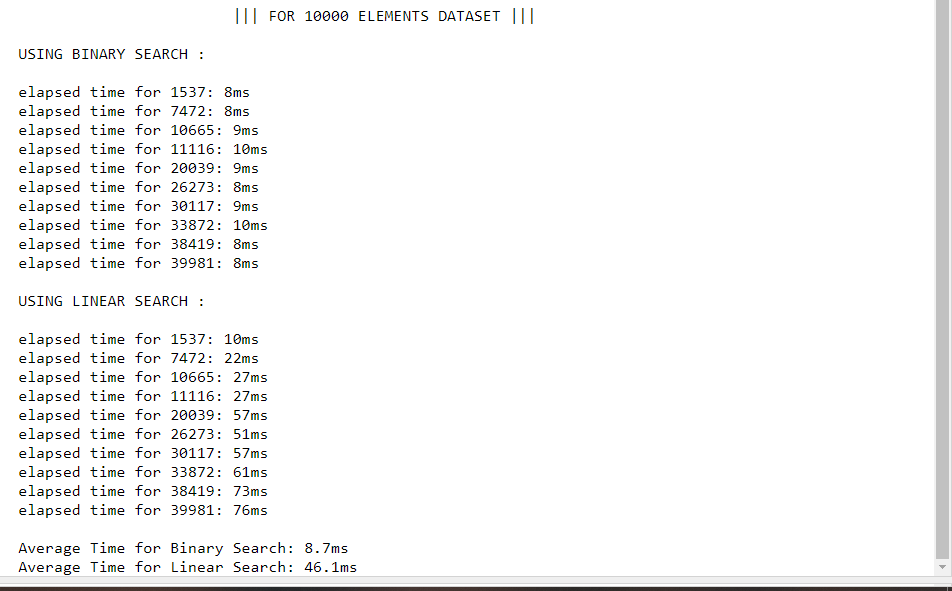 ||| FOR 10000 ELEMENTS DATASET |||
USING BINARY SEARCH :
elapsed time for 1537: 8ms
elapsed time for 7472: 8ms
elapsed time for 10665: 9ms
elapsed time for 11116: 10ms
elapsed time for 20039: 9ms
elapsed time for 26273: 8ms
elapsed time for 30117: 9ms
elapsed time for 33872: 10ms
elapsed time for 38419: 8ms
elapsed time for 39981: 8ms
USING LINEAR SEARCH :
elapsed time for 1537: 10ms
elapsed time for 7472: 22ms
elapsed time for 10665: 27ms
elapsed time for 11116: 27ms
elapsed time for 20039: 57ms
elapsed time for 26273: 51ms
elapsed time for 30117: 57ms
elapsed time for 33872: 61ms
elapsed time for 38419: 73ms
elapsed time for 39981: 76ms
Average Time for Binary Search: 8.7ms
Average Time for Linear Search: 46.1ms